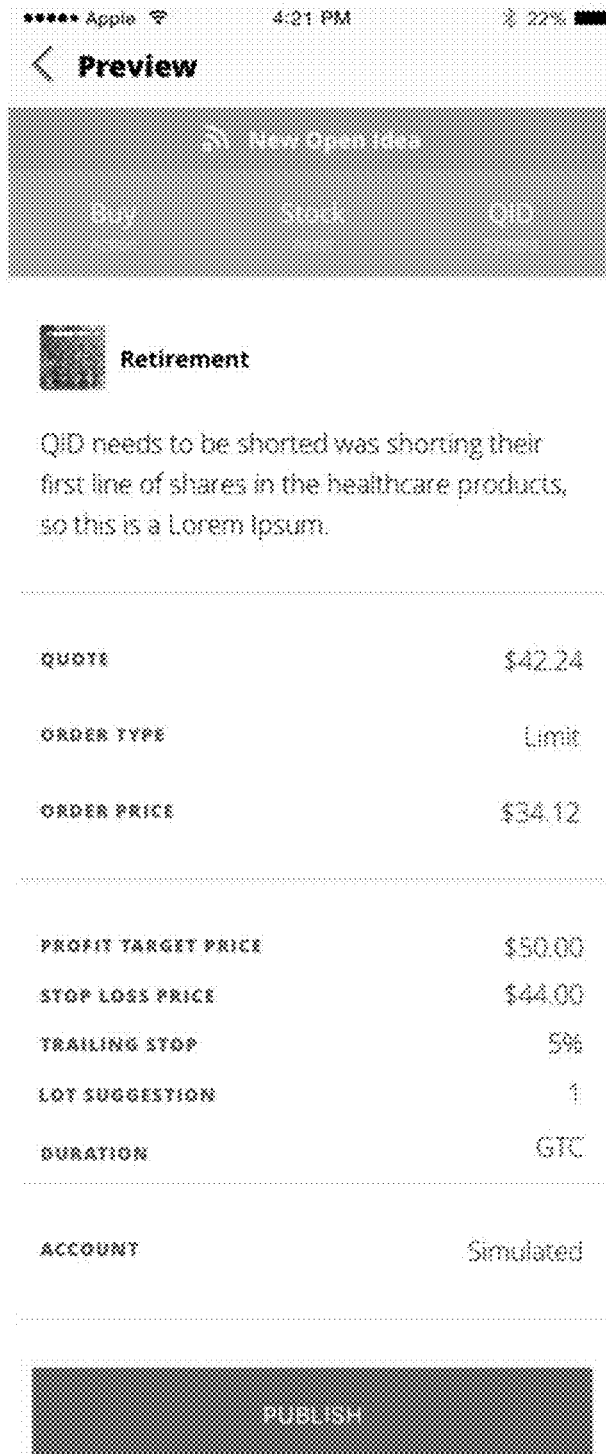 Apple 4:21 PM 22%
Preview
New Open Idea
Buy Stock QID
Retirement
QID needs to be shorted was shorting their
first line of shares in the healthcare products,
so this is a Lorem Ipsum.
QUOTE $42.24
ORDER TYPE Limit
ORDER PRICE $34.12
PROFIT TARGET PRICE $50.00
STOP LOSS PRICE $44.00
TRAILING STOP 5%
LOT SUGGESTION 1
DURATION GTC
ACCOUNT Simulated
PUBLISH